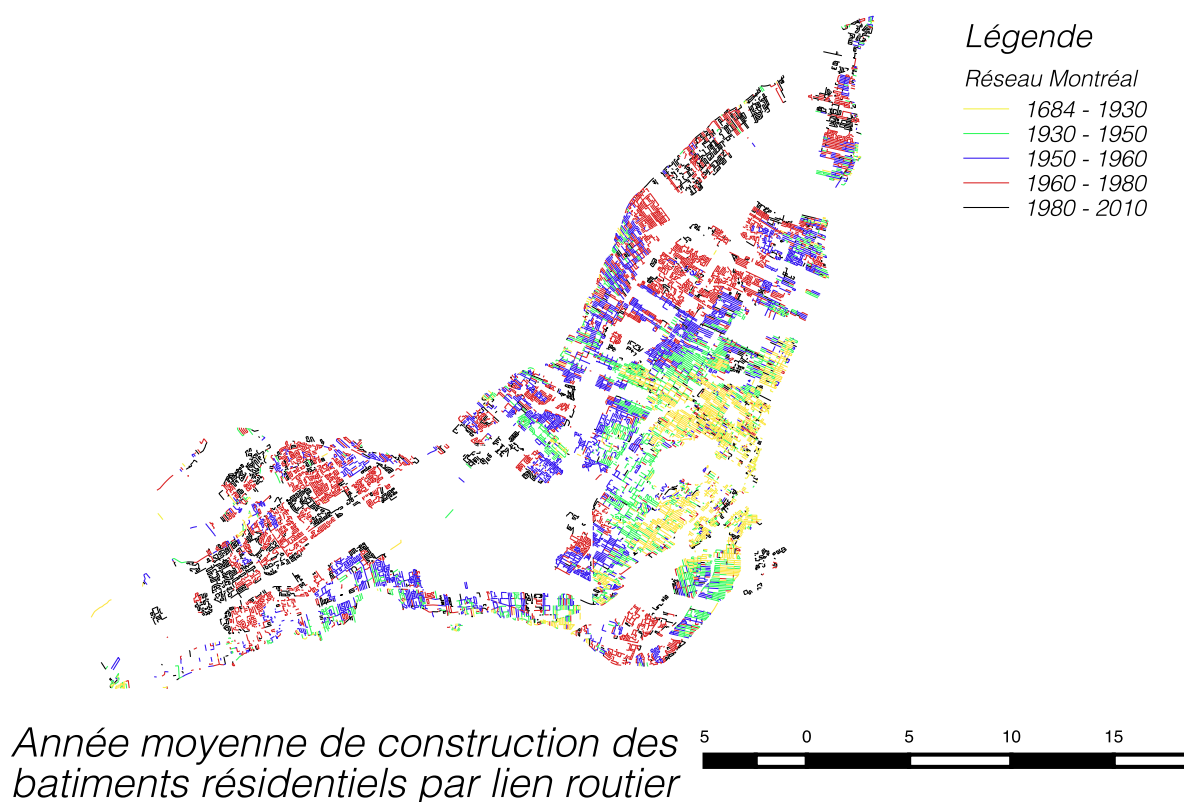 Légende
Réseau Montréal
1684 - 1930
1930 - 1950
1950 - 1960
1960 - 1980
1980 - 2010
Année moyenne de construction des
batiments résidentiels par lien routier
5 0 5 10 15